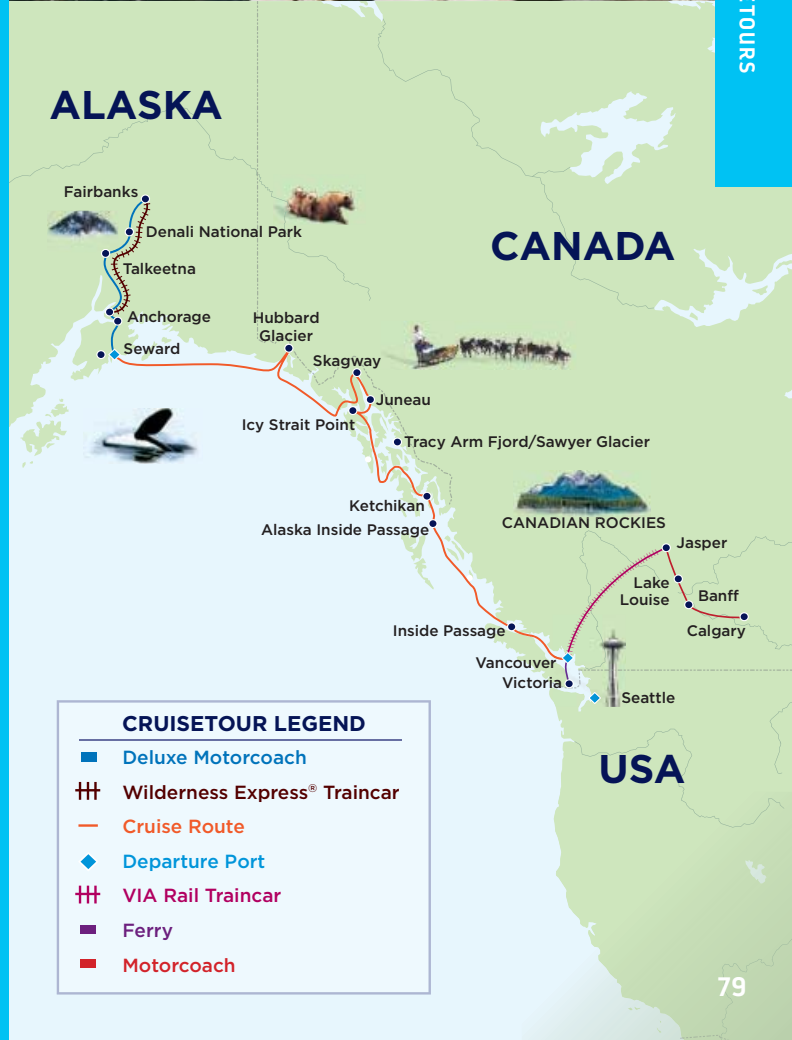 TOURS
ALASKA
Fairbanks
Denali National Park
CANADA
Talkeetna
Anchorage
Hubbard
Glacier
Seward
Skagway
Juneau
Icy Strait Point
Tracy Arm Fjord/Sawyer Glacier
Ketchikan
CANADIAN ROCKIES
Alaska Inside Passage
Jasper
Lake
Louise
Banff
Calgary
Inside Passage
Vancouver
Victoria
Seattle
USA
CRUISETOUR LEGEND
Deluxe Motorcoach
Wilderness Express® Traincar
Cruise Route
Departure Port
VIA Rail Traincar
Ferry
Motorcoach
79